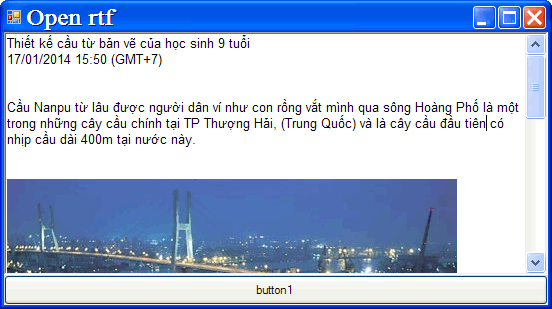 Open rtf
Thiết kế cầu từ bản vẽ của học sinh 9 tuổi
17/01/2014 15:50 (GMT+7)
Cầu Nanpu từ lâu được người dân ví như con rồng vắt mình qua sông Hoàng Phố là một
trong những cây cầu chính tại TP Thượng Hải, (Trung Quốc) và là cây cầu đầu tiên có
nhịp cầu dài 400m tại nước này.
button1